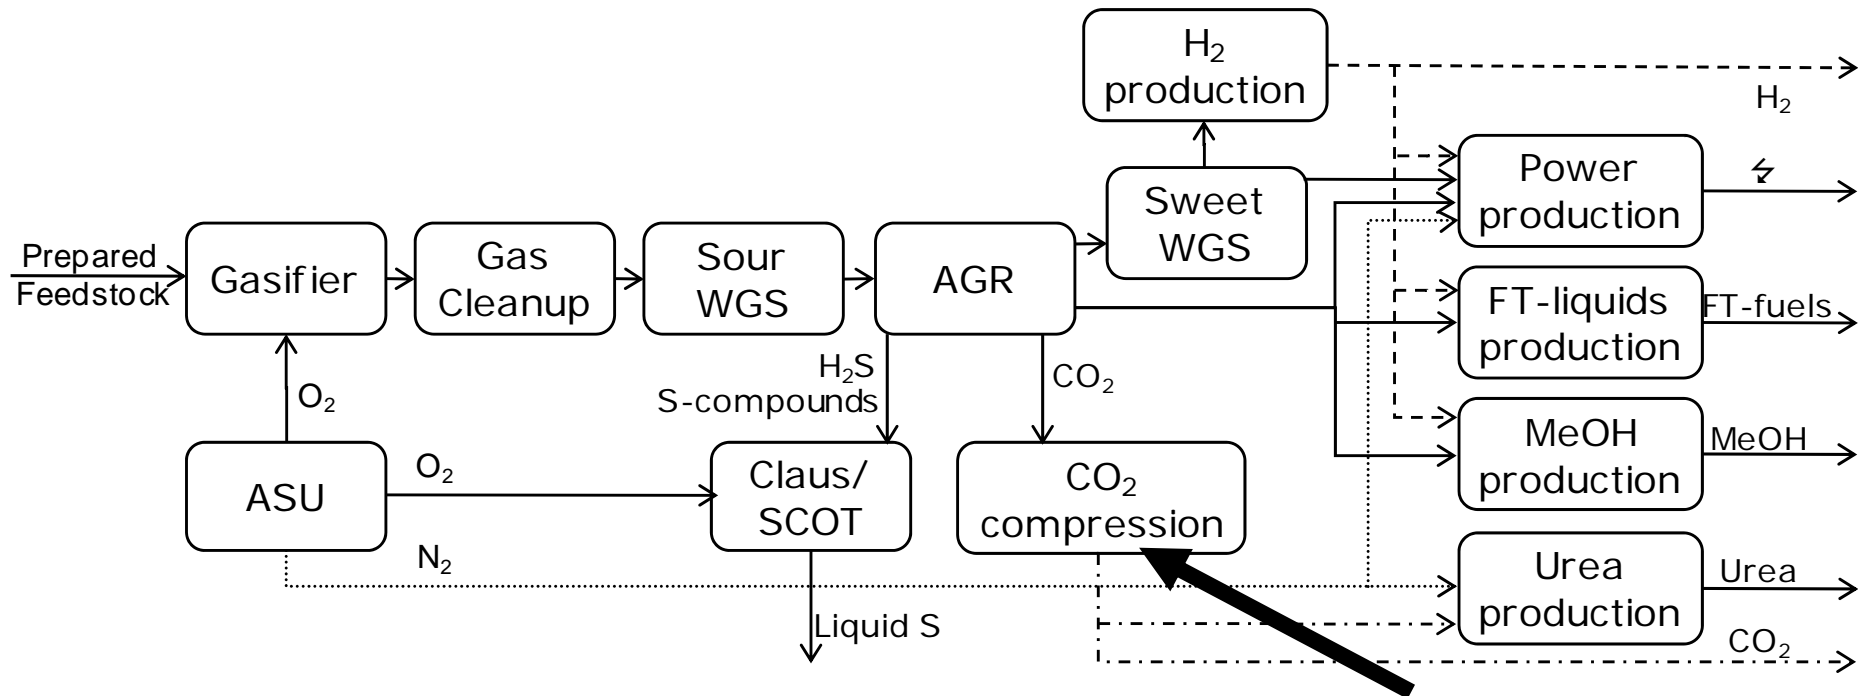 H₂
production
H₂
Power
production
Sweet
WGS
Prepared
Feedstock
Gasifier
Gas
Cleanup
Sour
WGS
AGR
FT-liquids
production
FT-fuels
O₂
H₂S
S-compounds
CO₂
MeOH
production
MeOH
ASU
O₂
N₂
Claus/
SCOT
CO₂
compression
Urea
production
Urea
Liquid S
CO₂